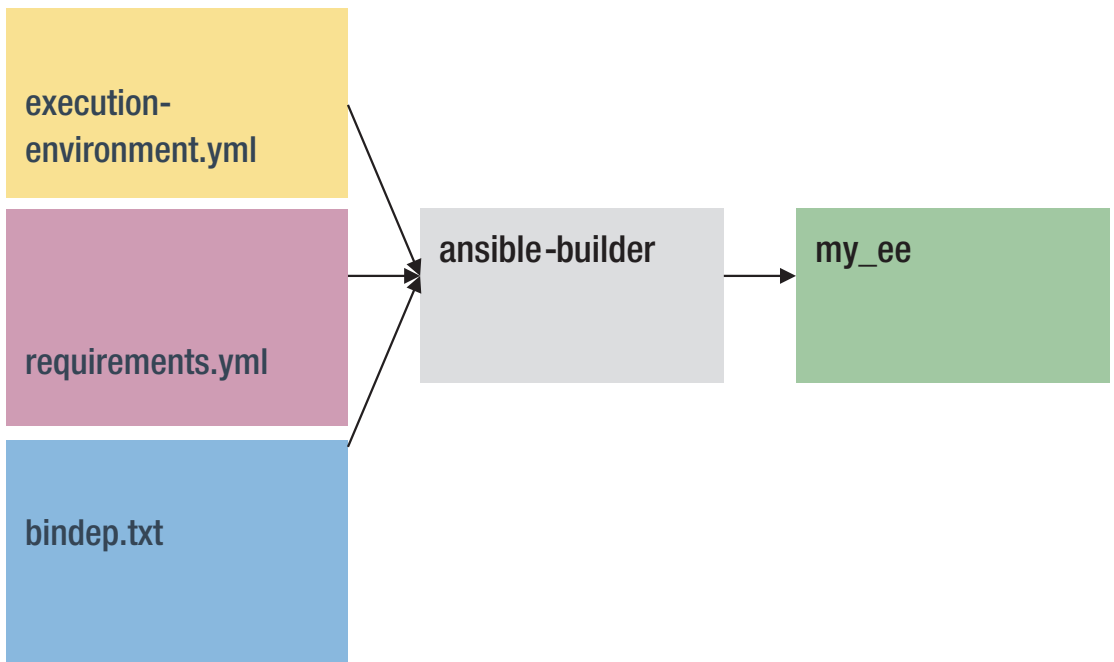 execution-
environment.yml
requirements.yml
bindep.txt
ansible-builder
my_ee